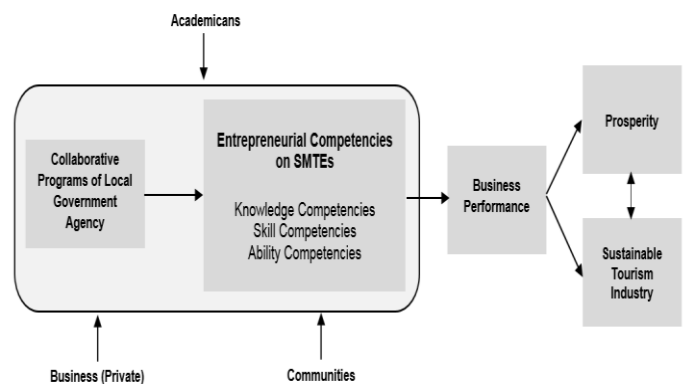 Academicans
Collaborative
Programs of Local
Government
Agency
Entrepreneurial Competencies
on SMTEs
Knowledge Competencies
Skill Competencies
Ability Competencies
Business
Performance
Prosperity
Sustainable
Tourism
Industry
Business (Private)
Communities